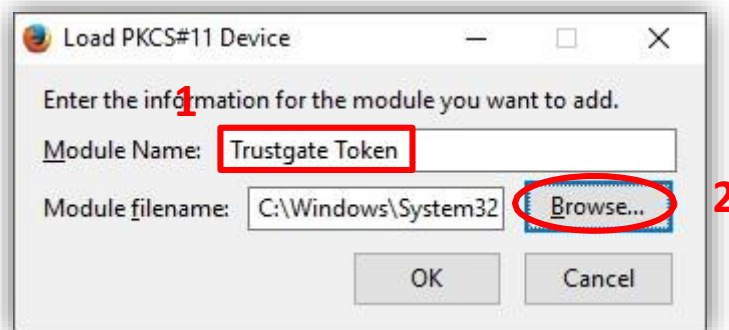 Load PKCS#11 Device
1
Enter the information for the module you want to add.
Module Name: Trustgate Token
Module filename: C:\Windows\System32 Browse... 2
OK Cancel